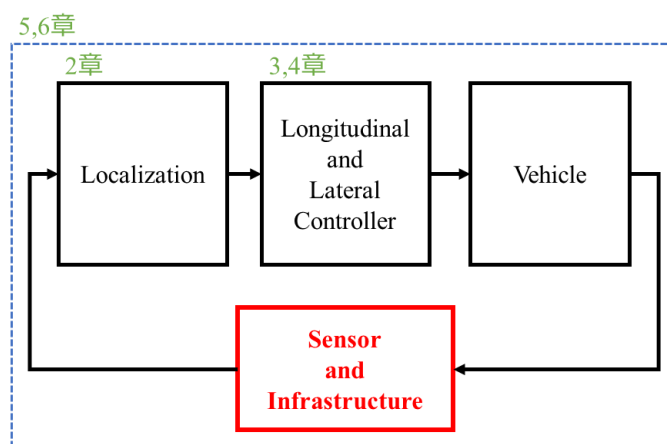 5,6章
2章
3,4章
Localization
Longitudinal
and
Lateral
Controller
Vehicle
Sensor
and
Infrastructure